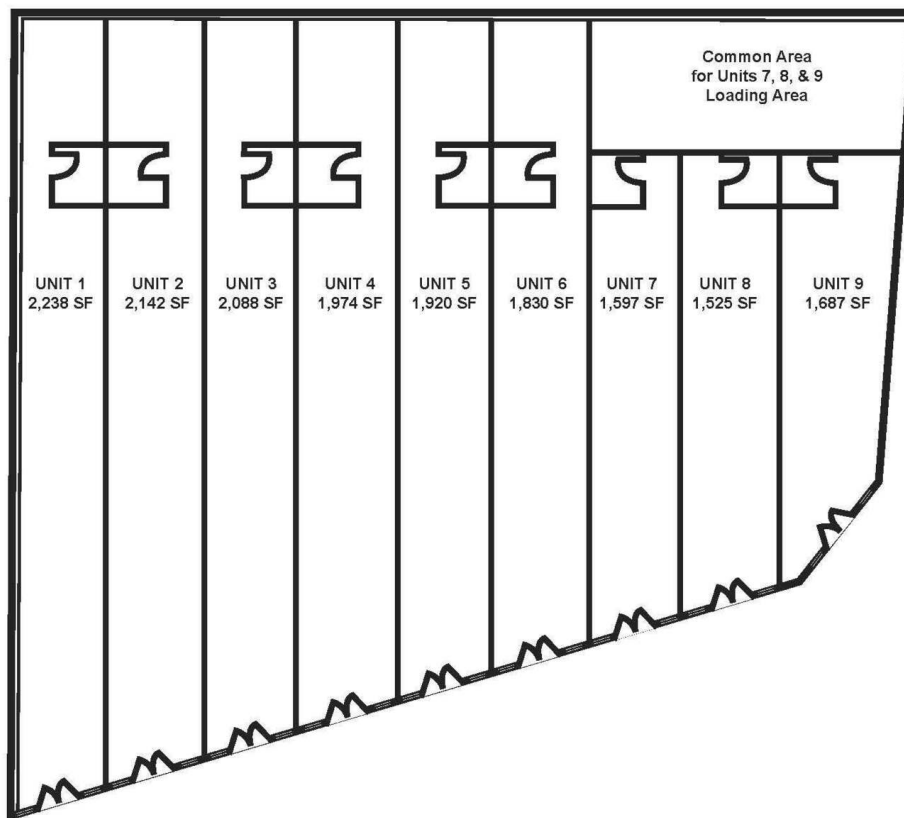 Common Area
for Units 7, 8, & 9
Loading Area
UNIT 1
2,238 SF
UNIT 2
2,142 SF
UNIT 3
2,088 SF
UNIT 4
1,974 SF
UNIT 5
1,920 SF
UNIT 6
1,830 SF
UNIT 7
1,597 SF
UNIT 8
1,525 SF
UNIT 9
1,687 SF